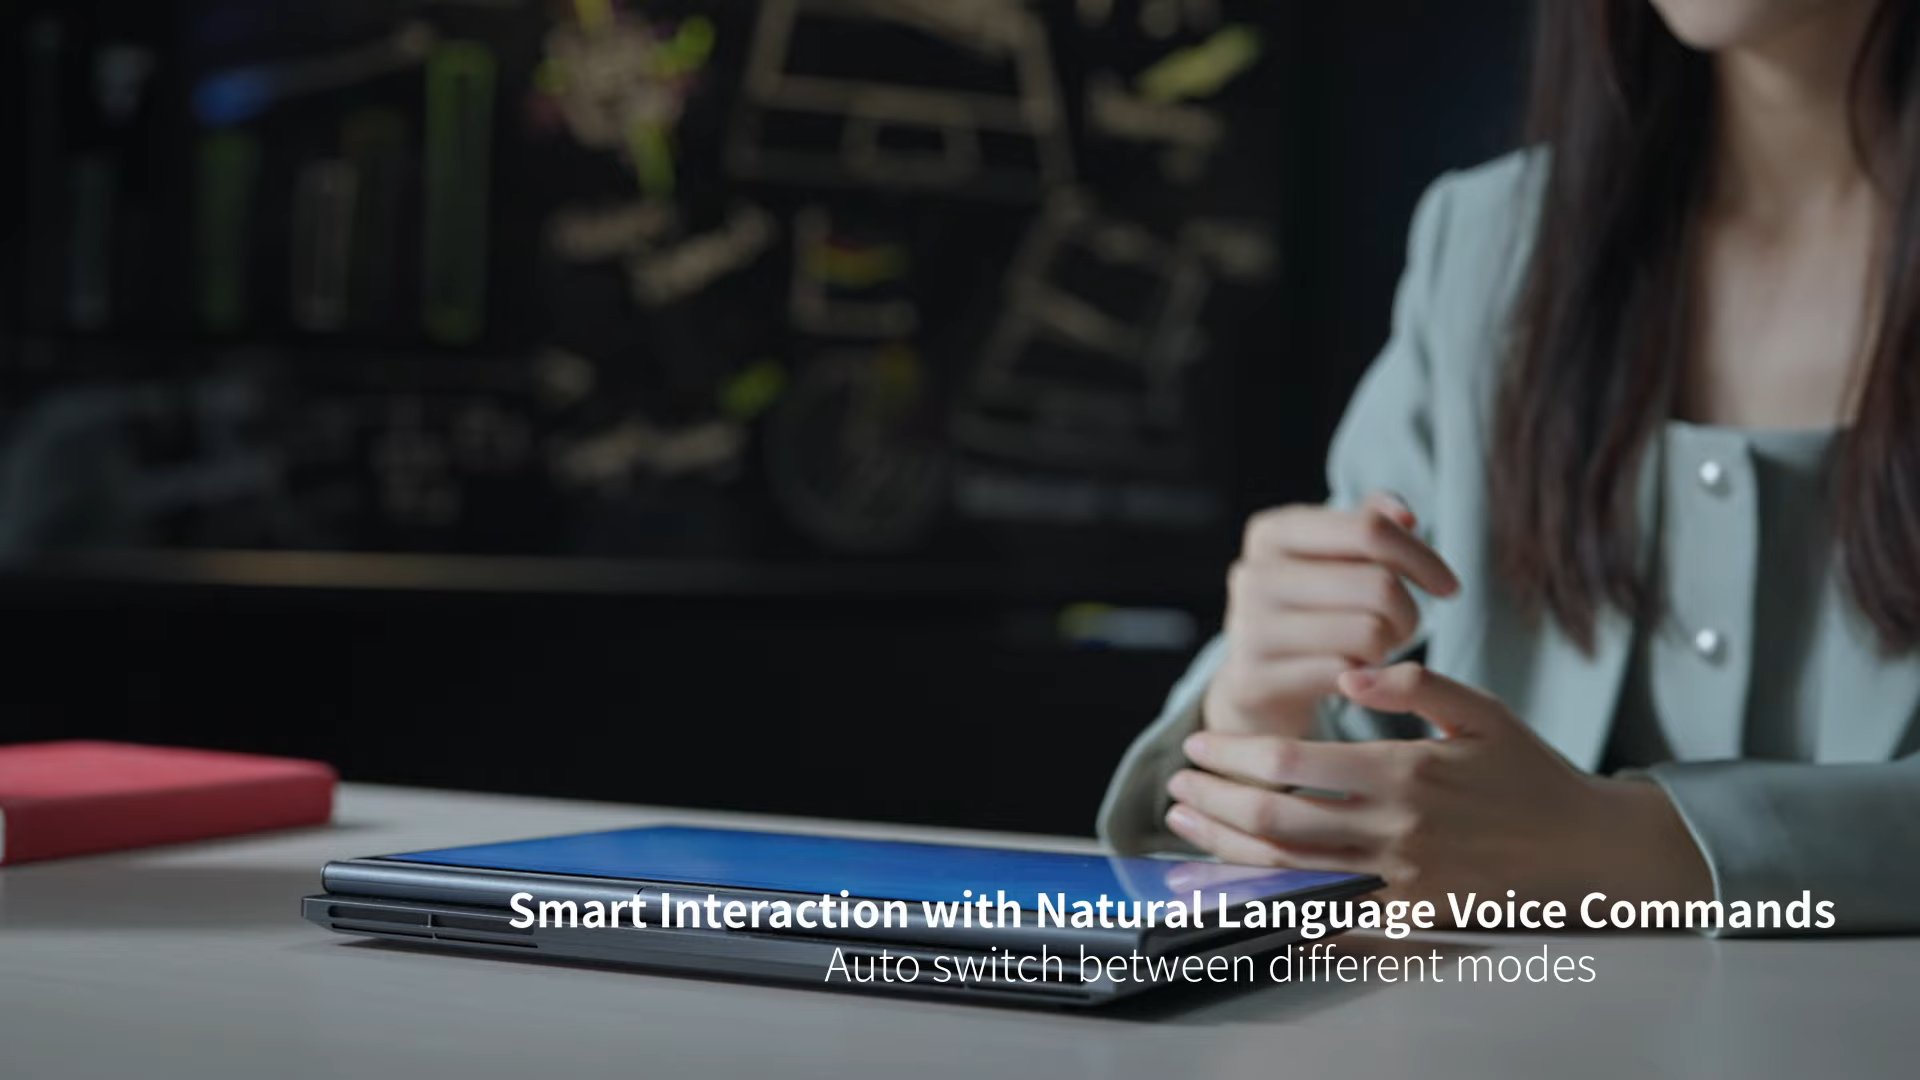 Smart Interaction with Natural Language Voice Commands
Auto switch between different modes